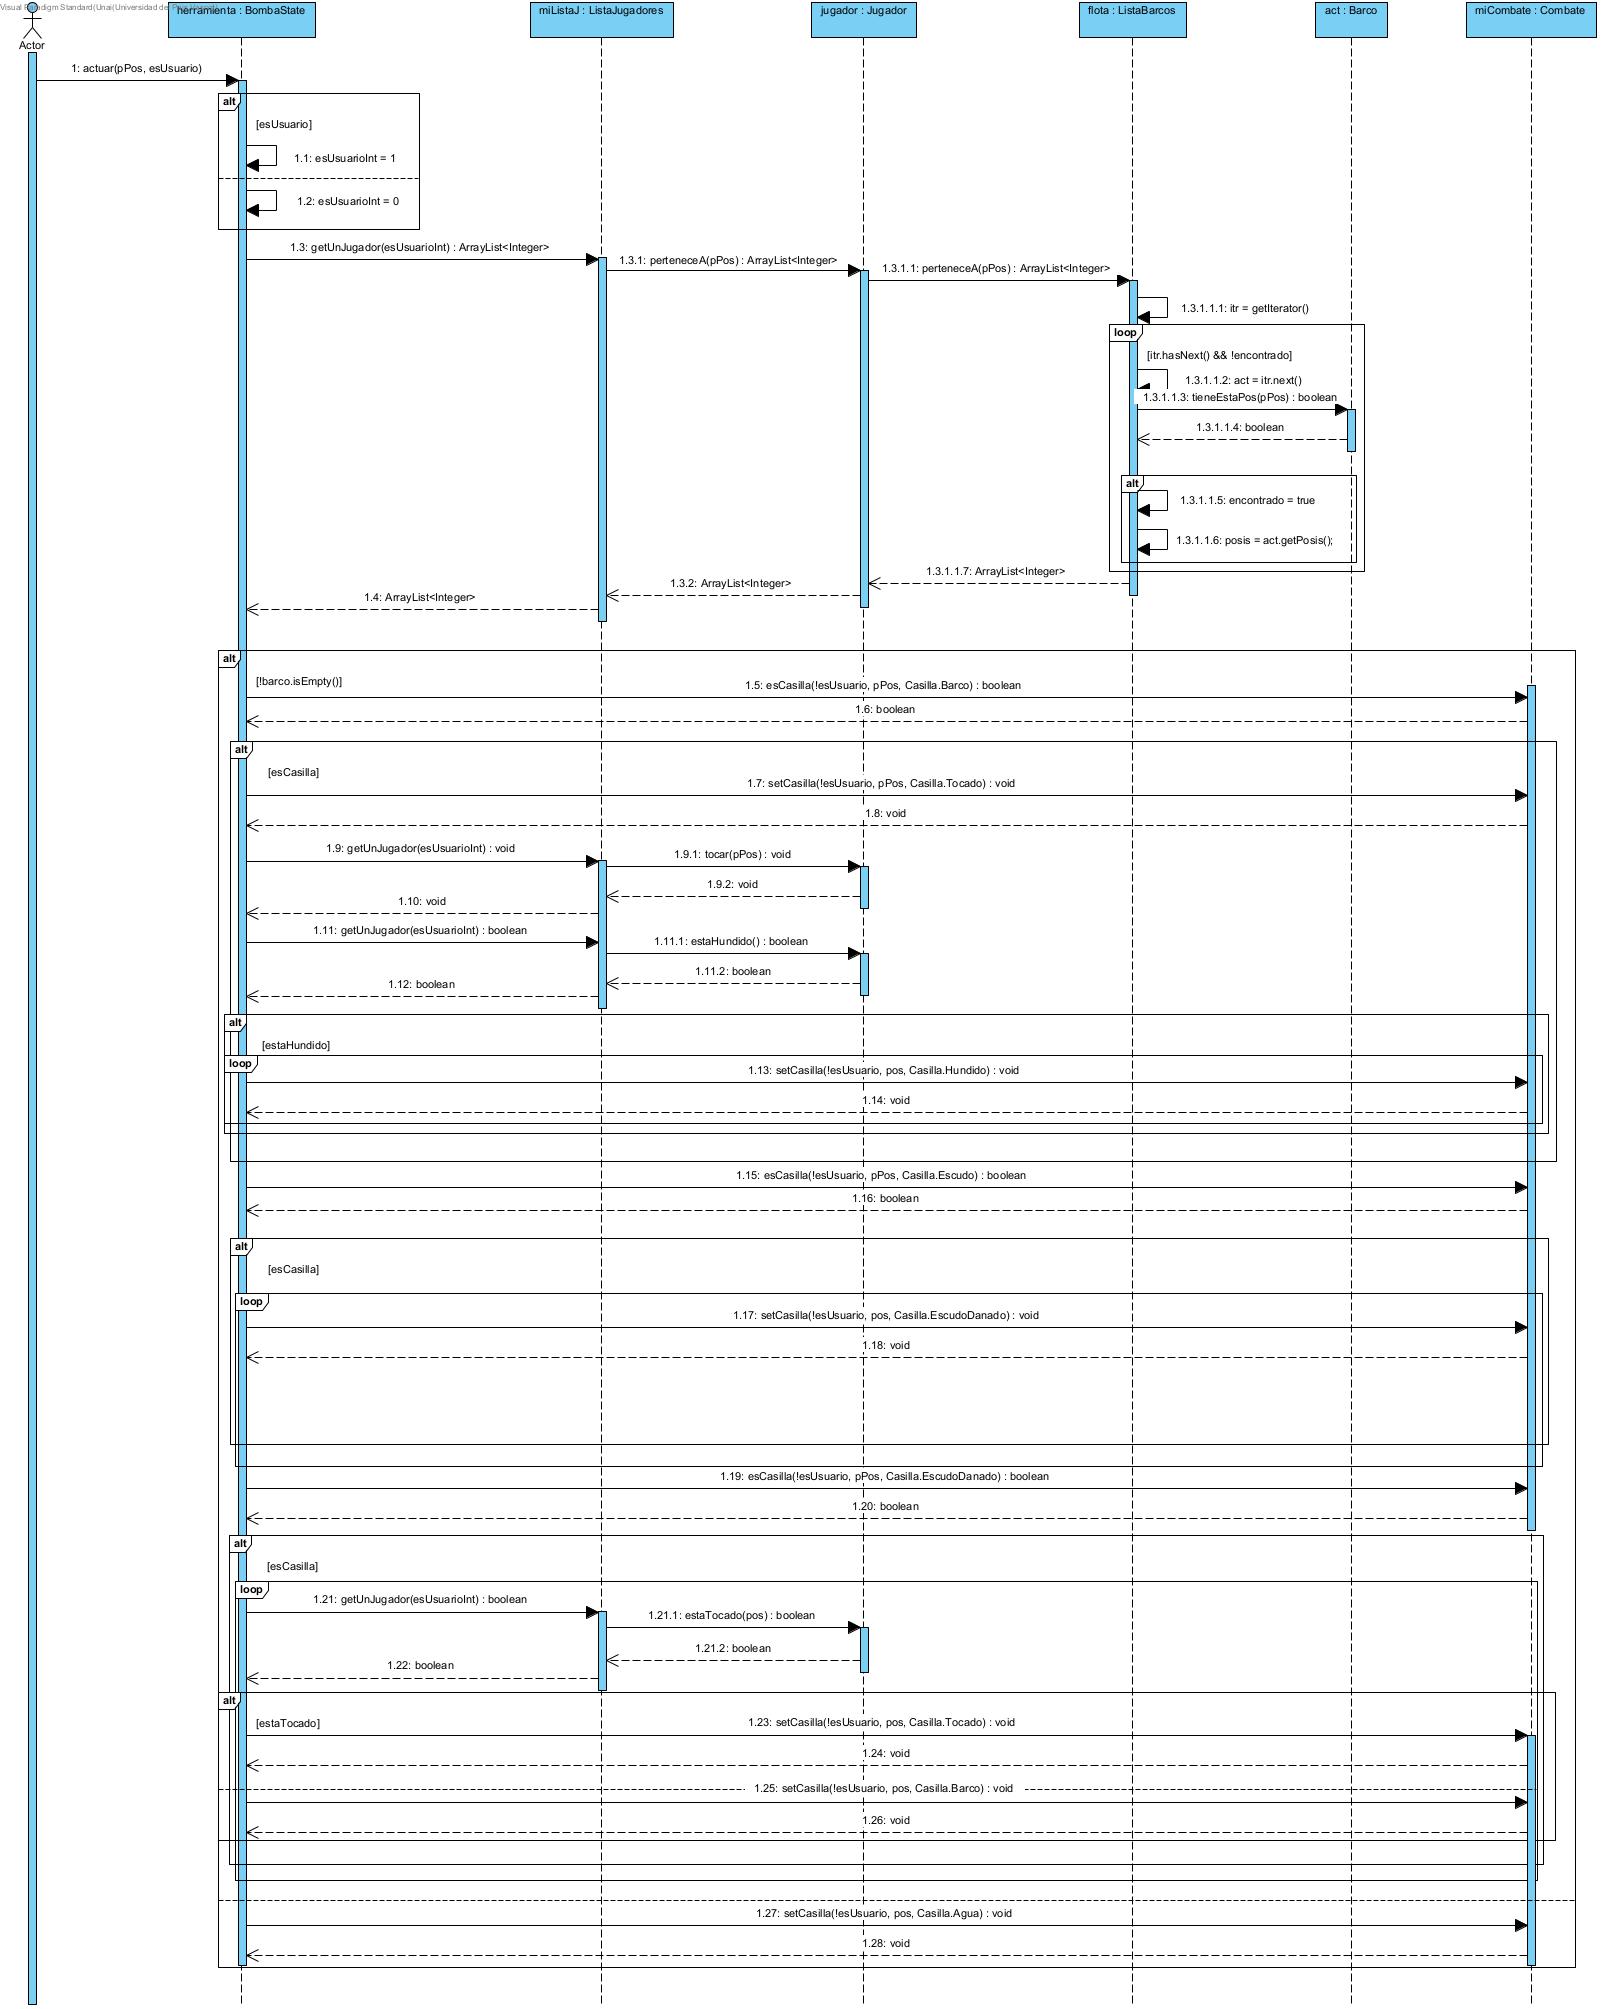 Visual Paradigm Standard(Unai(Universidad de
herramienta : BombaState
miListaJ : ListaJugadores
jugador : Jugador
flota : ListaBarcos
act : Barco
miCombate : Combate
Actor
1: actuar(pPos, esUsuario)
alt
[esUsuario]
1.1: esUsuarioInt = 1
1.2: esUsuarioInt = 0
1.3: getUnJugador(esUsuarioInt) : ArrayList<Integer>
1.3.1: perteneceA(pPos) : ArrayList<Integer>
1.3.1.1: perteneceA(pPos) : ArrayList<Integer>
1.3.1.1.1: itr = getIterator()
loop
[itr.hasNext() && !encontrado]
1.3.1.1.2: act = itr.next()
1.3.1.1.3: tieneEstaPos(pPos) : boolean
1.3.1.1.4: boolean
alt
1.3.1.1.5: encontrado = true
1.3.1.1.6: posis = act.getPosis();
1.3.1.1.7: ArrayList<Integer>
1.3.2: ArrayList<Integer>
1.4: ArrayList<Integer>
alt
[!barco.isEmpty()]
1.5: esCasilla(!esUsuario, pPos, Casilla.Barco) : boolean
1.6: boolean
alt
[esCasilla]
1.7: setCasilla(!esUsuario, pPos, Casilla.Tocado) : void
1.8: void
1.9: getUnJugador(esUsuarioInt) : void
1.9.1: tocar(pPos) : void
1.9.2: void
1.10: void
1.11: getUnJugador(esUsuarioInt) : boolean
1.11.1: estaHundido() : boolean
1.11.2: boolean
1.12: boolean
alt
[estaHundido]
loop
1.13: setCasilla(!esUsuario, pos, Casilla.Hundido) : void
1.14: void
1.15: esCasilla(!esUsuario, pPos, Casilla.Escudo) : boolean
1.16: boolean
alt
[esCasilla]
loop
1.17: setCasilla(!esUsuario, pos, Casilla.EscudoDanado) : void
1.18: void
1.19: esCasilla(!esUsuario, pPos, Casilla.EscudoDanado) : boolean
1.20: boolean
alt
[esCasilla]
loop
1.21: getUnJugador(esUsuarioInt) : boolean
1.21.1: estaTocado(pos) : boolean
1.21.2: boolean
1.22: boolean
alt
[estaTocado]
1.23: setCasilla(!esUsuario, pos, Casilla.Tocado) : void
1.24: void
1.25: setCasilla(!esUsuario, pos, Casilla.Barco) : void
1.26: void
1.27: setCasilla(!esUsuario, pos, Casilla.Agua) : void
1.28: void